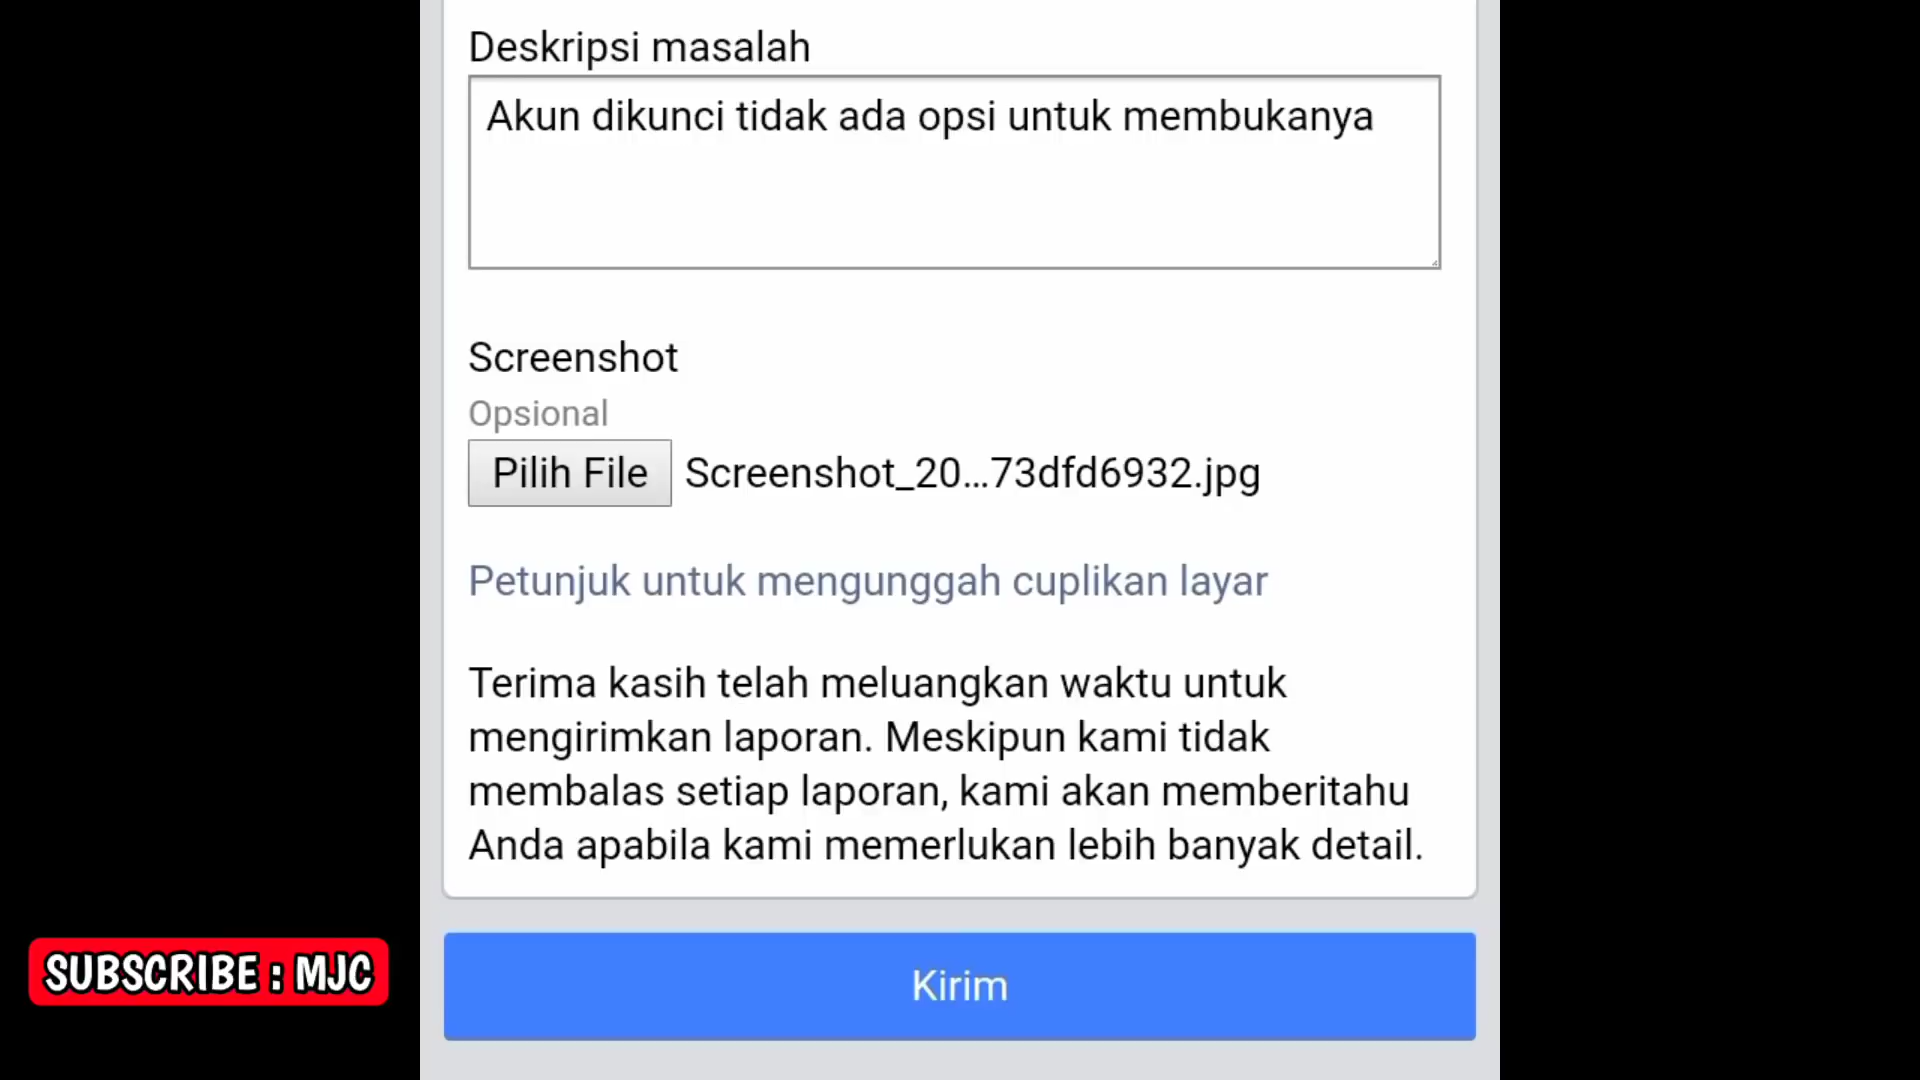 Deskripsi masalah
Akun dikunci tidak ada opsi untuk membukanya
Screenshot
Opsional
Pilih File Screenshot_20...73dfd6932.jpg
Petunjuk untuk mengunggah cuplikan layar
Terima kasih telah meluangkan waktu untuk
mengirimkan laporan. Meskipun kami tidak
membalas setiap laporan, kami akan memberitahu
Anda apabila kami memerlukan lebih banyak detail.
SUBSCRIBE : MJC
Kirim